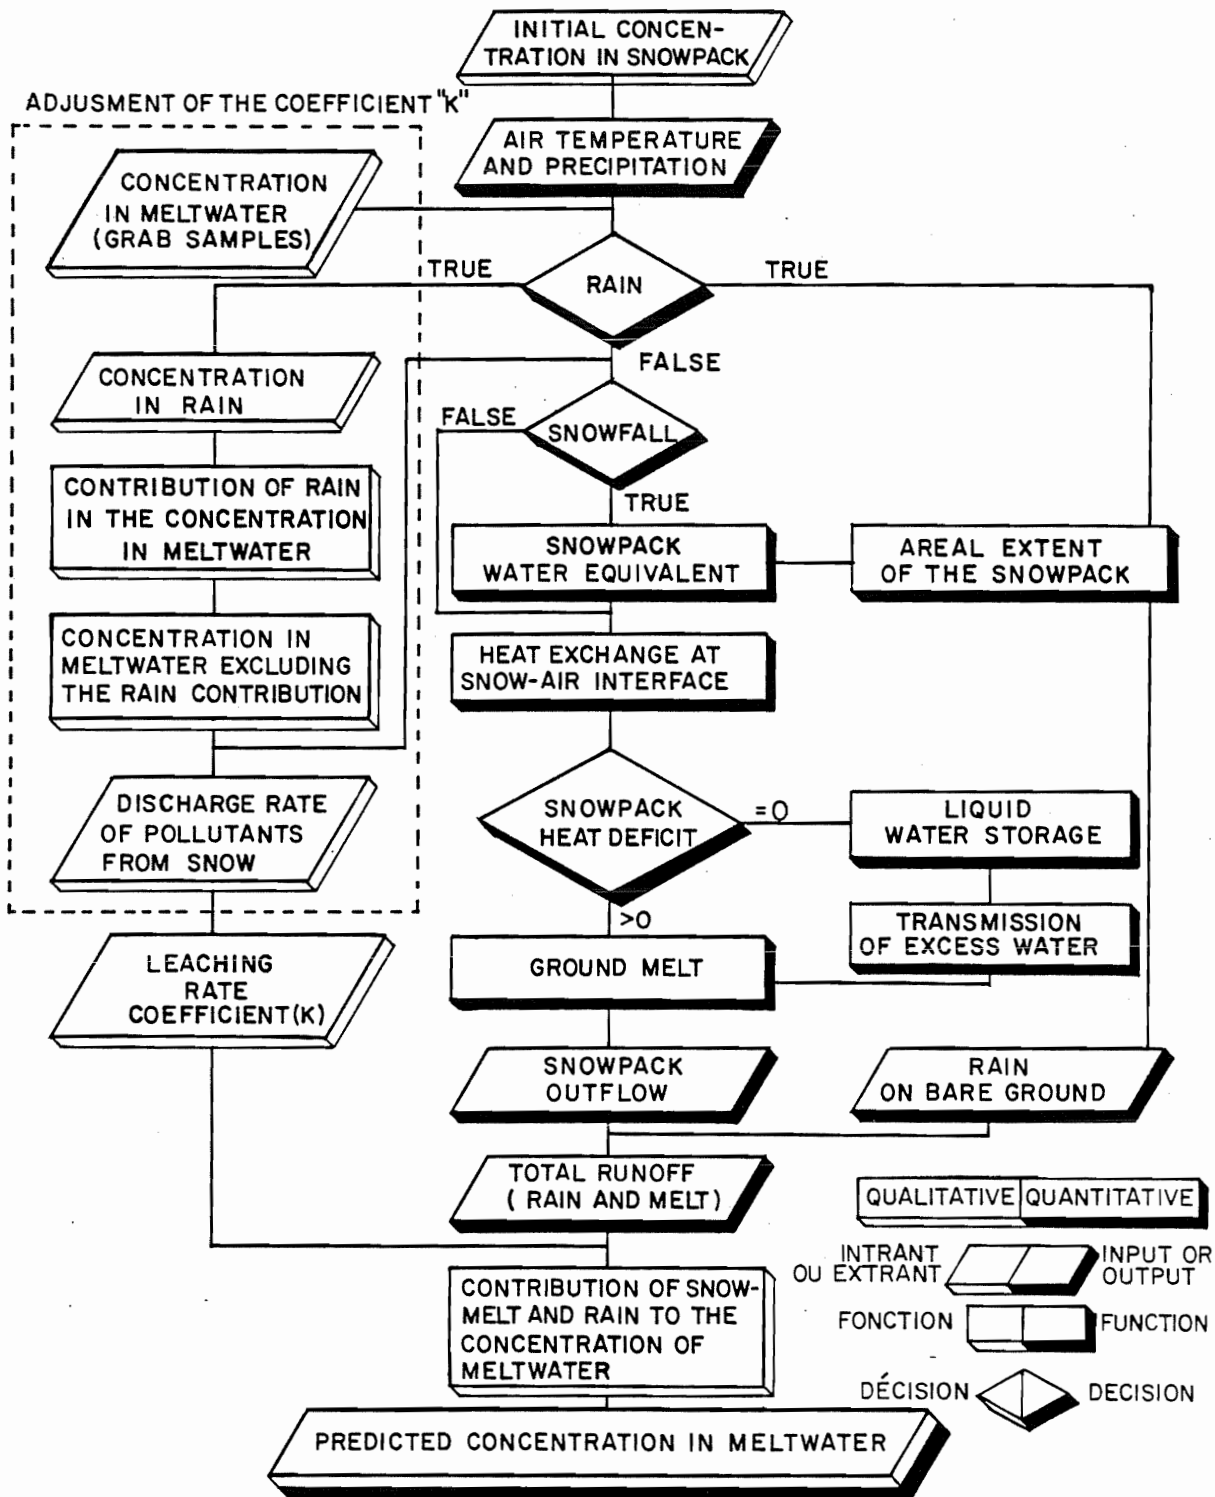 INITIAL CONCEN-
TRATION IN SNOWPACK
ADJUSMENT OF THE COEFFICIENT "K"
AIR TEMPERATURE
AND PRECIPITATION
CONCENTRATION
IN MELTWATER
(GRAB SAMPLES)
TRUE
RAIN
TRUE
FALSE
CONCENTRATION
IN RAIN
FALSE
SNOWFALL
TRUE
CONTRIBUTION OF RAIN
IN THE CONCENTRATION
IN MELTWATER
SNOWPACK
WATER EQUIVALENT
AREAL EXTENT
OF THE SNOWPACK
CONCENTRATION IN
MELTWATER EXCLUDING
THE RAIN CONTRIBUTION
HEAT EXCHANGE AT
SNOW-AIR INTERFACE
DISCHARGE RATE
OF POLLUTANTS
FROM SNOW
SNOWPACK
HEAT DEFICIT
=0
LIQUID
WATER STORAGE
>0
TRANSMISSION
OF EXCESS WATER
LEACHING
RATE
COEFFICIENT(K)
GROUND MELT
SNOWPACK
OUTFLOW
RAIN
ON BARE GROUND
TOTAL RUNOFF
( RAIN AND MELT)
QUALITATIVE QUANTITATIVE
INTRANT
OU EXTRANT
INPUT OR
OUTPUT
CONTRIBUTION OF SNOW-
MELT AND RAIN TO THE
CONCENTRATION OF
MELTWATER
FONCTION
FUNCTION
DÉCISION
DECISION
PREDICTED CONCENTRATION IN MELTWATER